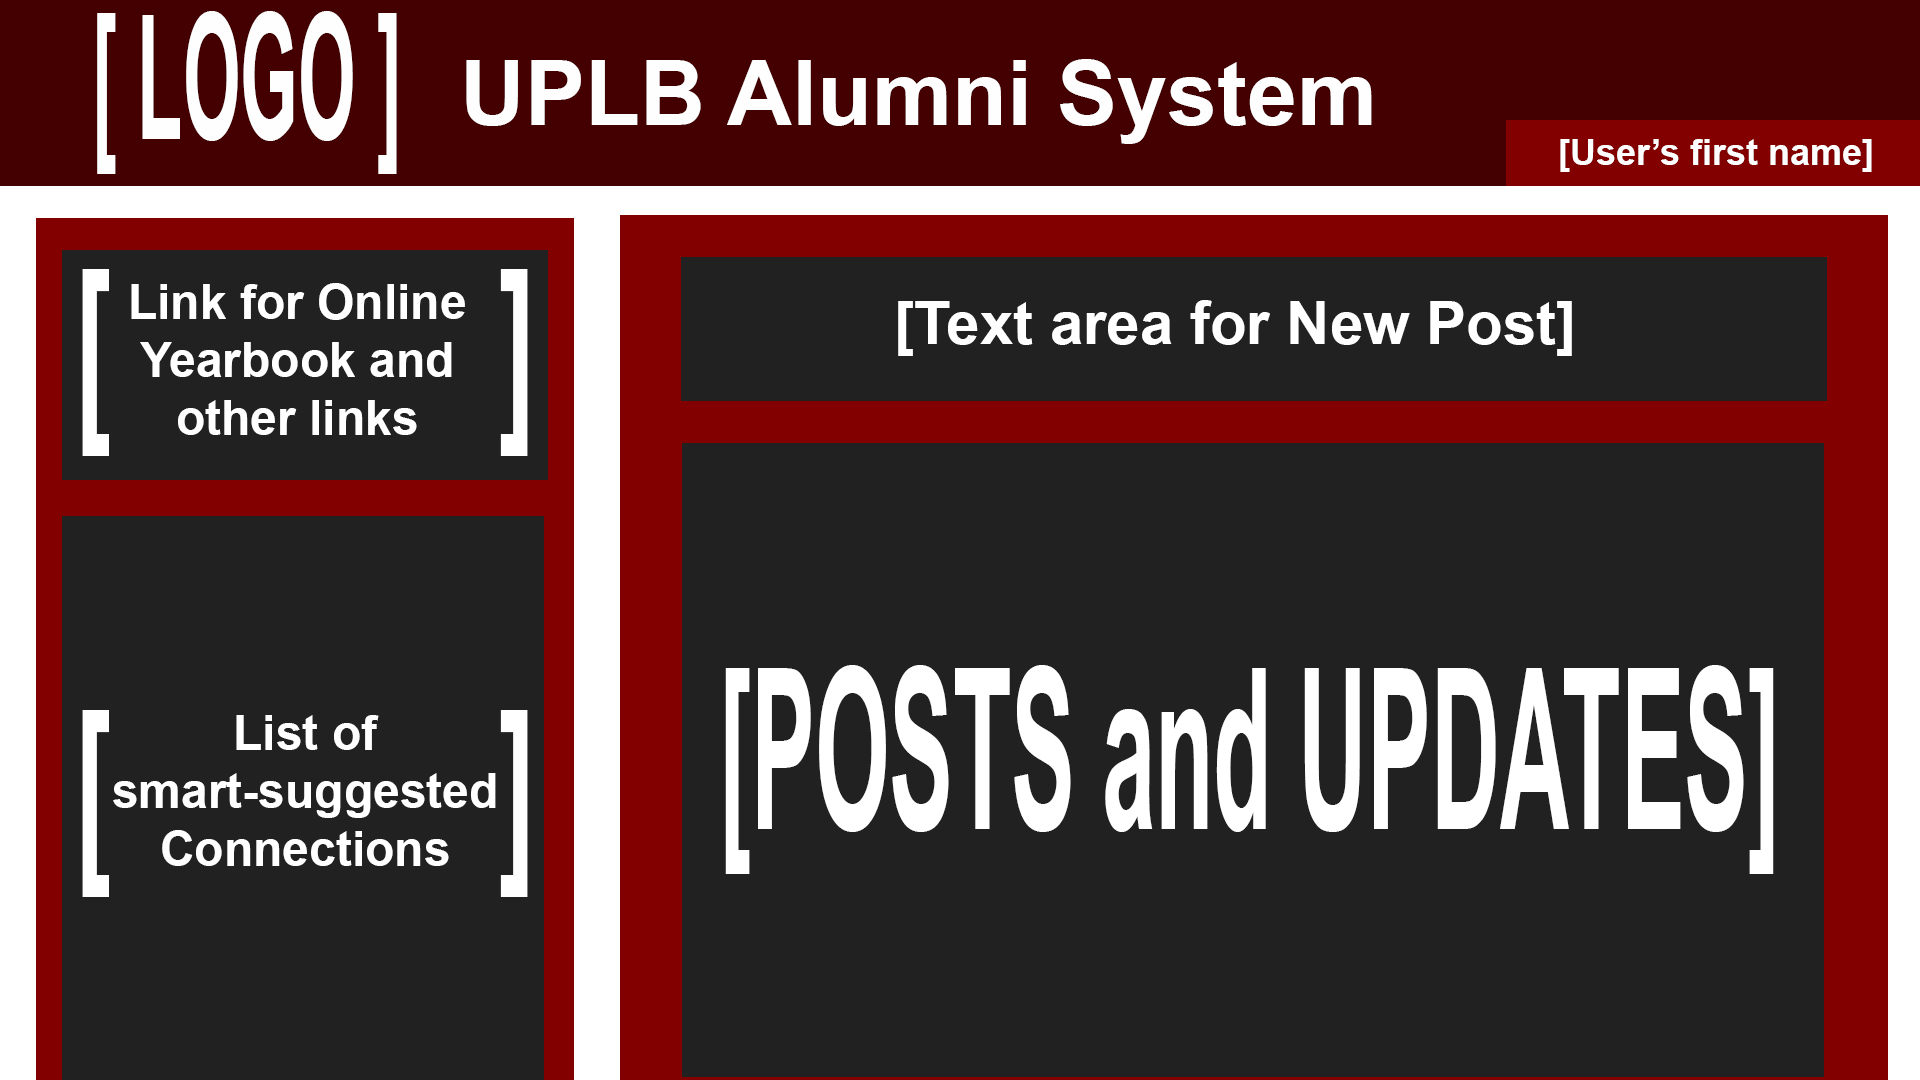 [ LOGO ]
UPLB Alumni System
[User’s first name]
[Link for Online
Yearbook and
other links]
[List of
smart-suggested
Connections]
[Text area for New Post]
[POSTS and UPDATES]